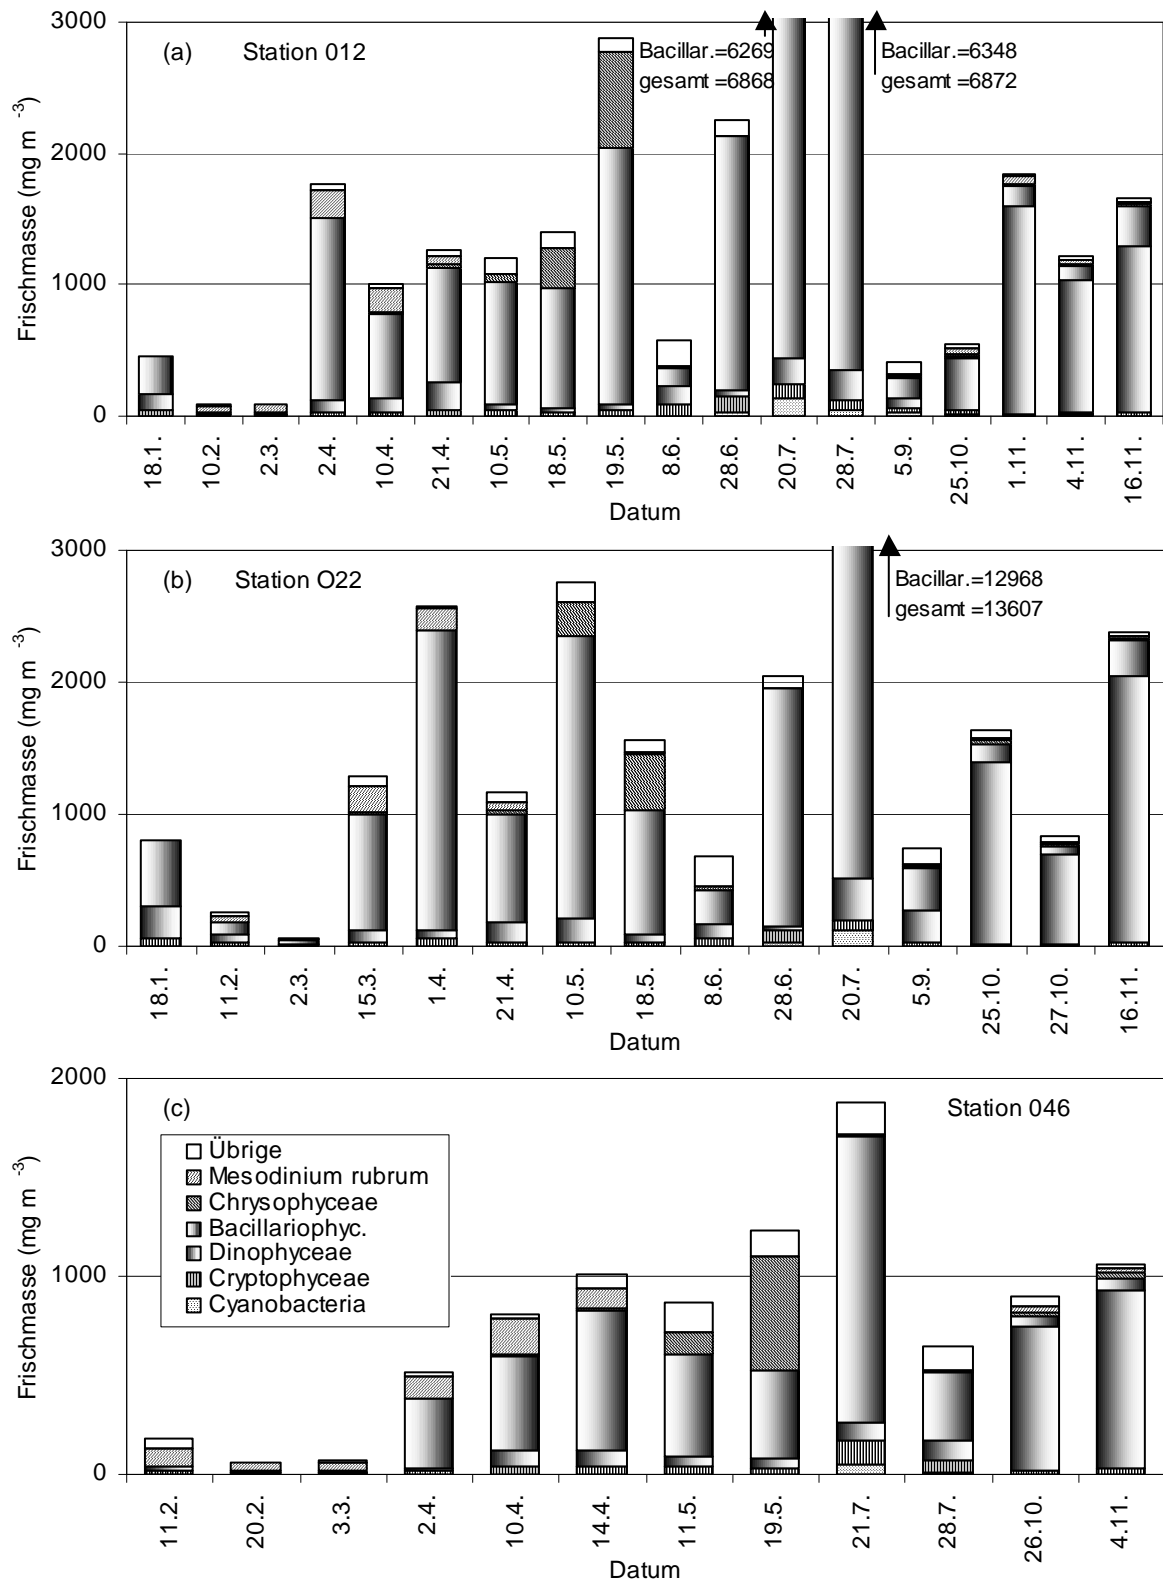 (a) Station 012
Bacillar.=6269
gesamt =6868
Bacillar.=6348
gesamt =6872
Frischmasse (mg m -3)
3000
2000
1000
0
18.1. 10.2. 2.3. 2.4. 10.4. 21.4. 10.5. 18.5. 19.5. 8.6. 28.6. 20.7. 28.7. 5.9. 25.10. 1.11. 4.11. 16.11.
Datum
(b) Station O22
Bacillar.=12968
gesamt =13607
Frischmasse (mg m -3)
3000
2000
1000
0
18.1. 11.2. 2.3. 15.3. 1.4. 21.4. 10.5. 18.5. 8.6. 28.6. 20.7. 5.9. 25.10. 27.10. 16.11.
Datum
(c) Station 046
Frischmasse (mg m -3)
2000
1000
0
Übrige
Mesodinium rubrum
Chrysophyceae
Bacillariophyc.
Dinophyceae
Cryptophyceae
Cyanobacteria
11.2. 20.2. 3.3. 2.4. 10.4. 14.4. 11.5. 19.5. 21.7. 28.7. 26.10. 4.11.
Datum